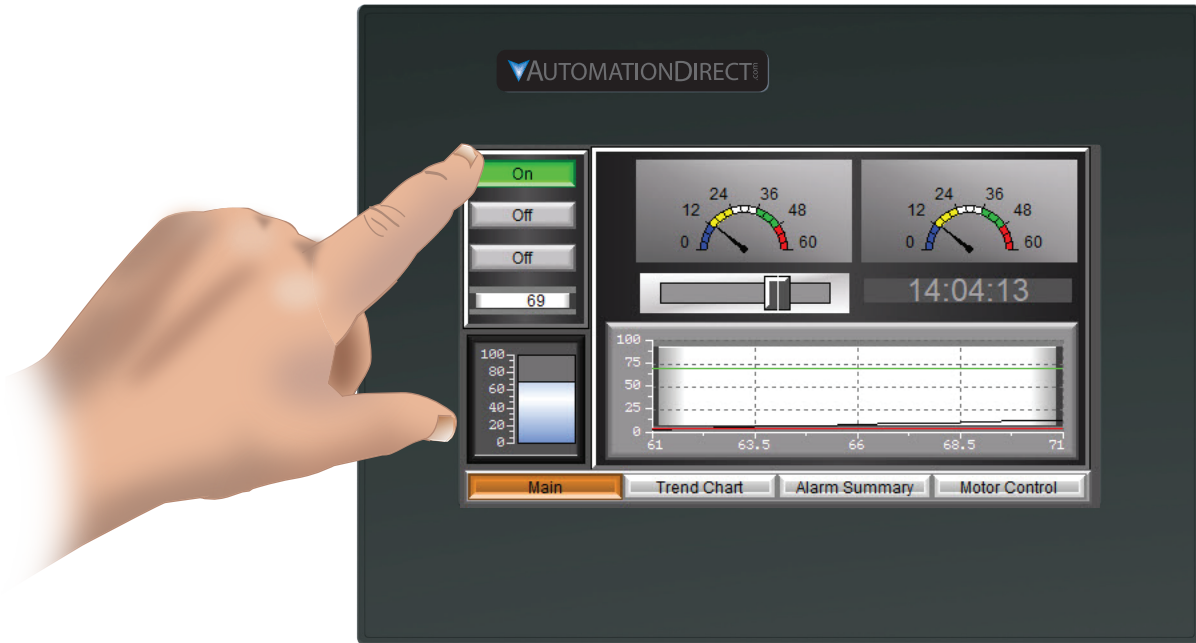 AUTOMATIONDIRECT.com
On
Off
Off
69
100
80
60
40
20
0
0 12 24 36 48 60
0 12 24 36 48 60
14:04:13
100
75
50
25
0
61 63.5 66 68.5 71
Main Trend Chart Alarm Summary Motor Control